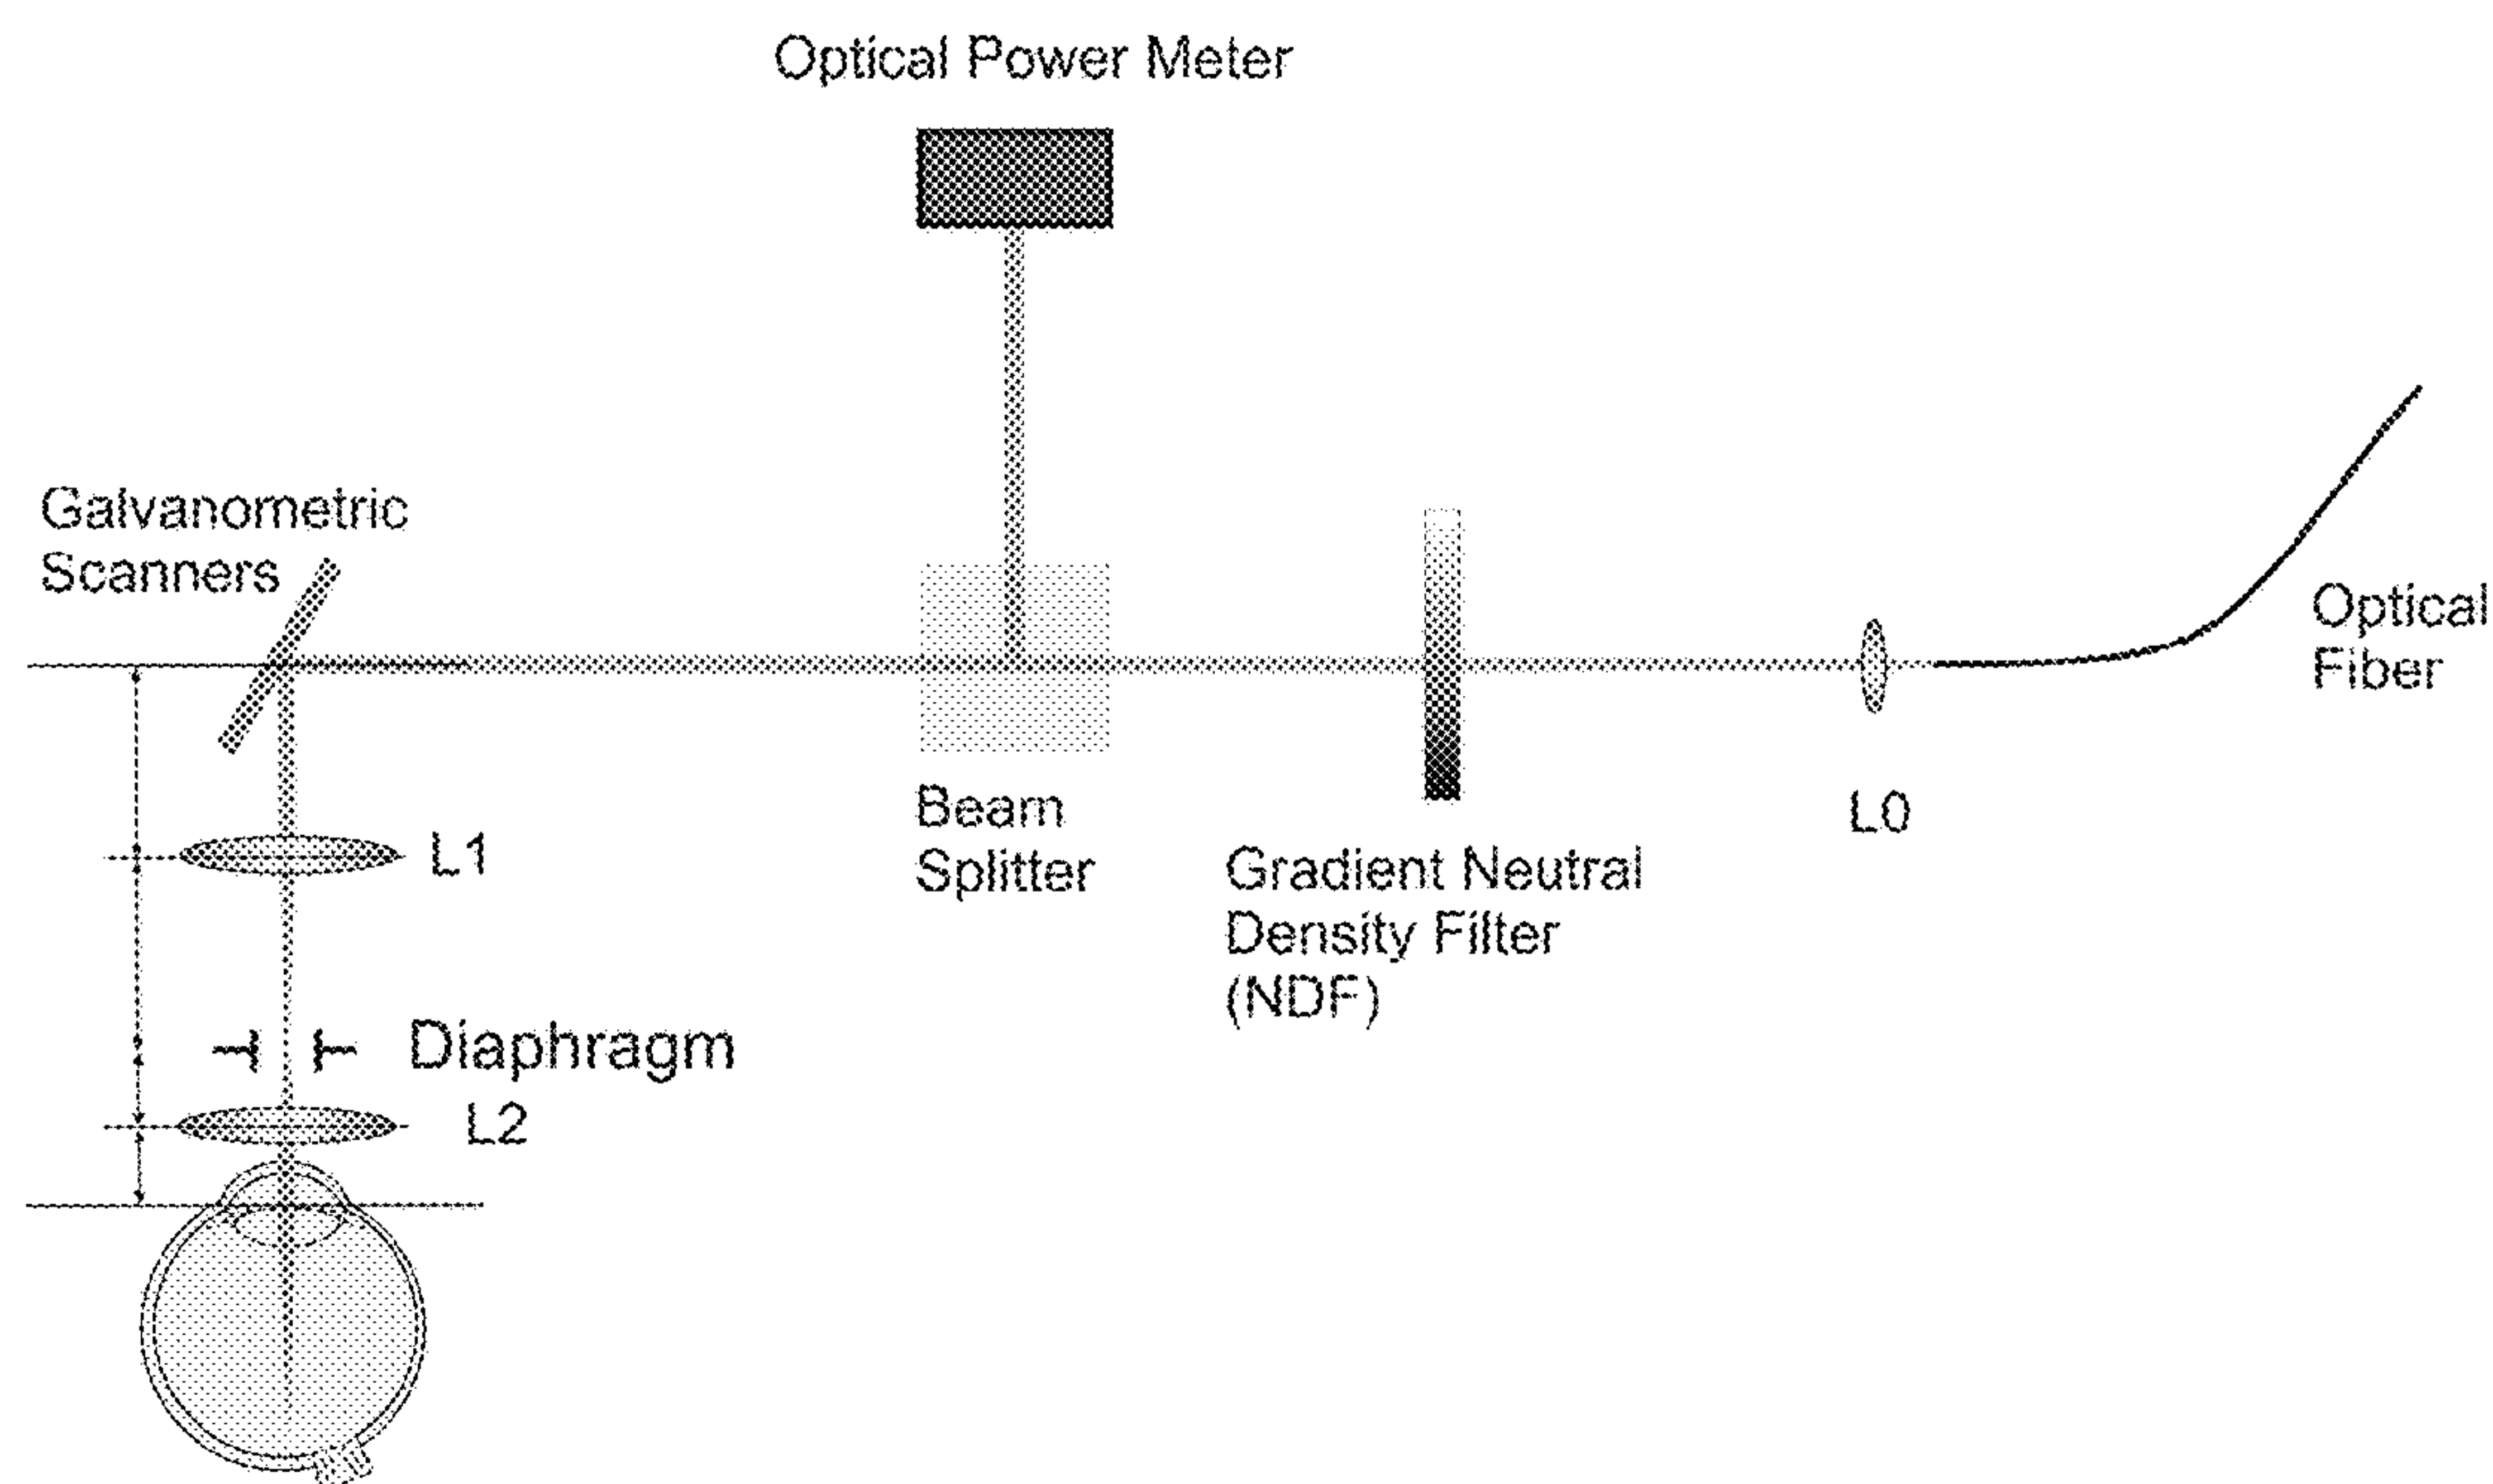 Optical Power Meter
Galvanometric
Scanners
Optical
Fiber
Beam
Splitter
L0
L1
Gradient Neutral
Density Filter
(NDF)
Diaphragm
L2